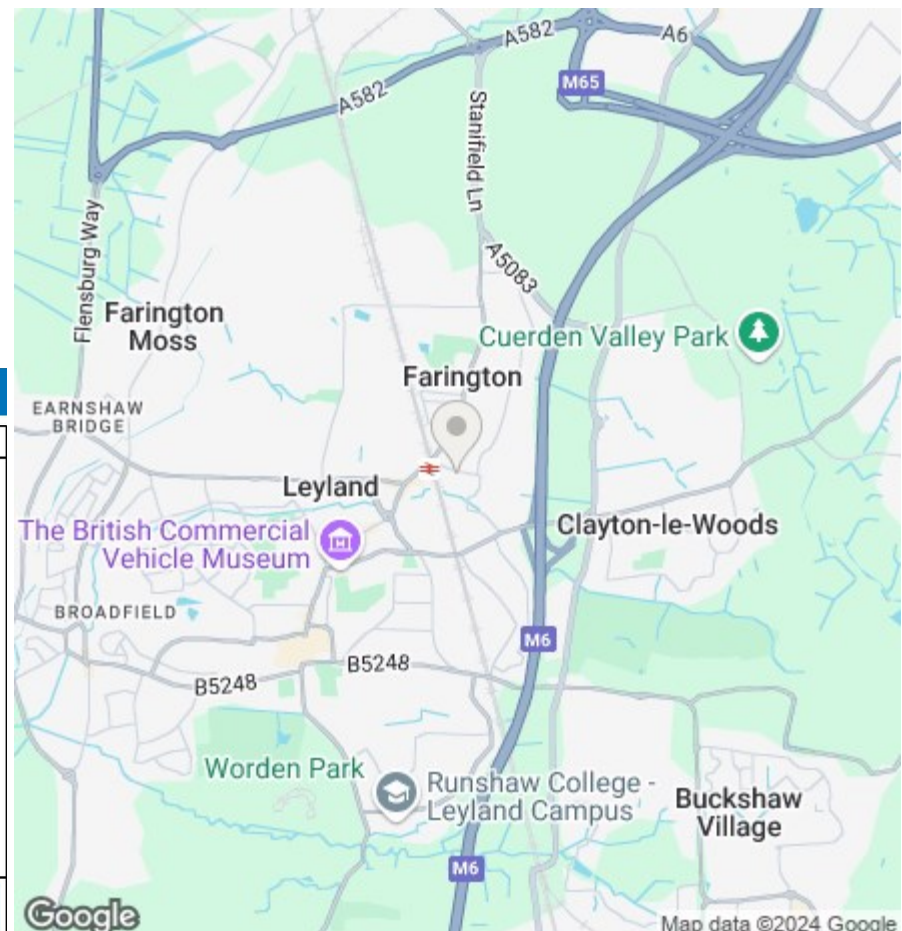 A582
A6
M65
A582
Stanifield Ln
A5083
Flensburg Way
Farington
Moss
Cuerden Valley Park
Farington
EARNSHAW
BRIDGE
Leyland
The British Commercial
Vehicle Museum
Clayton-le-Woods
BROADFIELD
M6
B5248
B5248
Worden Park
Runshaw College -
Leyland Campus
Buckshaw
Village
M6
Google
Map data ©2024 Google